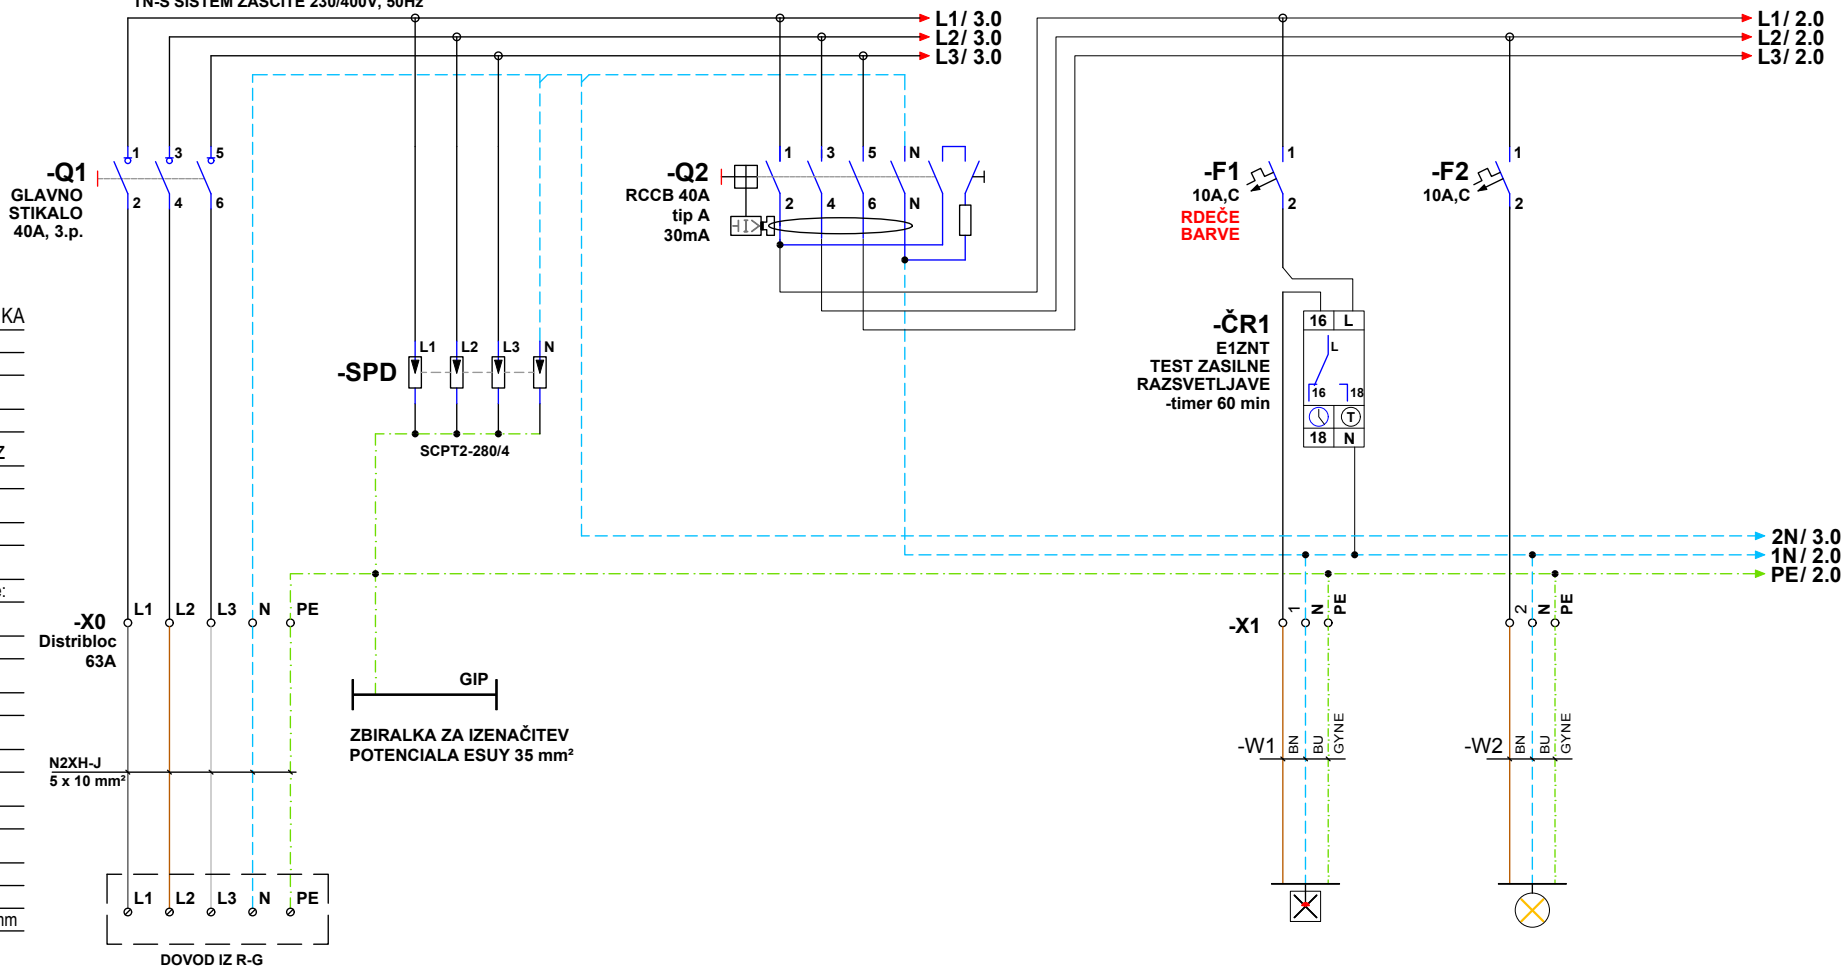 TN-S SISTEM ZAŠČITE 230/400V, 50Hz
L1/ 3.0
L2/ 3.0
L3/ 3.0
L1/ 2.0
L2/ 2.0
L3/ 2.0
-Q1
GLAVNO
STIKALO
40A, 3.p.
1 3 5
2 4 6
-Q2
RCCB 40A
tip A
30mA
1 3 5 N
2 4 6 N
-F1
10A,C
RDEČE
BARVE
1
2
-F2
10A,C
1
2
KA
-SPD
L1 L2 L3 N
SCPT2-280/4
-ČR1
E1ZNT
TEST ZASILNE
RAZSVETLJAVE
-timer 60 min
16 L
L
16 18
T
18 N
Z
2N/ 3.0
1N/ 2.0
PE/ 2.0
e:
-X0
Distribloc
63A
L1 L2 L3 N PE
-X1
1 N PE
2 N PE
GIP
ZBIRALKA ZA IZENAČITEV
POTENCIALA ESUY 35 mm²
N2XH-J
5 x 10 mm²
-W1 BN BU GYNE
-W2 BN BU GYNE
L1 L2 L3 N PE
nm
DOVOD IZ R-G